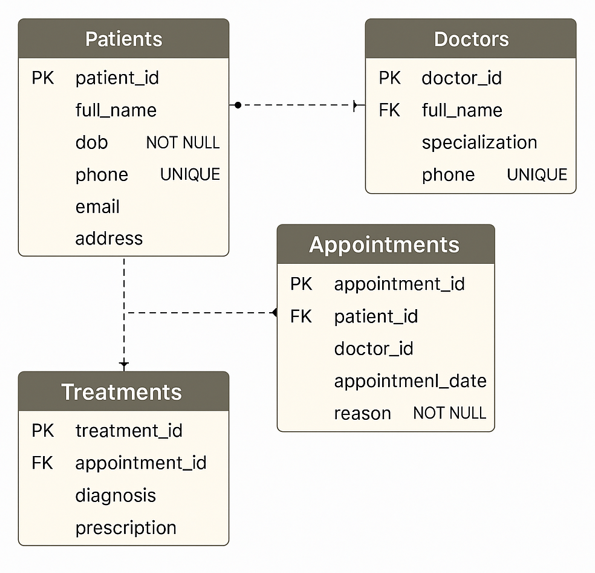 Patients
PK patient_id
full_name
dob NOT NULL
phone UNIQUE
email
address
Doctors
PK doctor_id
FK full_name
specialization
phone UNIQUE
Appointments
PK appointment_id
FK patient_id
doctor_id
appointmenl_date
reason NOT NULL
Treatments
PK treatment_id
FK appointment_id
diagnosis
prescription